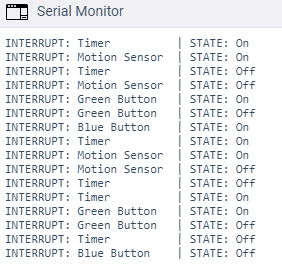 Serial Monitor
INTERRUPT: Timer | STATE: On
INTERRUPT: Motion Sensor | STATE: On
INTERRUPT: Timer | STATE: Off
INTERRUPT: Motion Sensor | STATE: Off
INTERRUPT: Green Button | STATE: On
INTERRUPT: Green Button | STATE: Off
INTERRUPT: Blue Button | STATE: On
INTERRUPT: Timer | STATE: On
INTERRUPT: Motion Sensor | STATE: On
INTERRUPT: Motion Sensor | STATE: Off
INTERRUPT: Timer | STATE: Off
INTERRUPT: Timer | STATE: On
INTERRUPT: Green Button | STATE: On
INTERRUPT: Green Button | STATE: Off
INTERRUPT: Timer | STATE: Off
INTERRUPT: Blue Button | STATE: Off